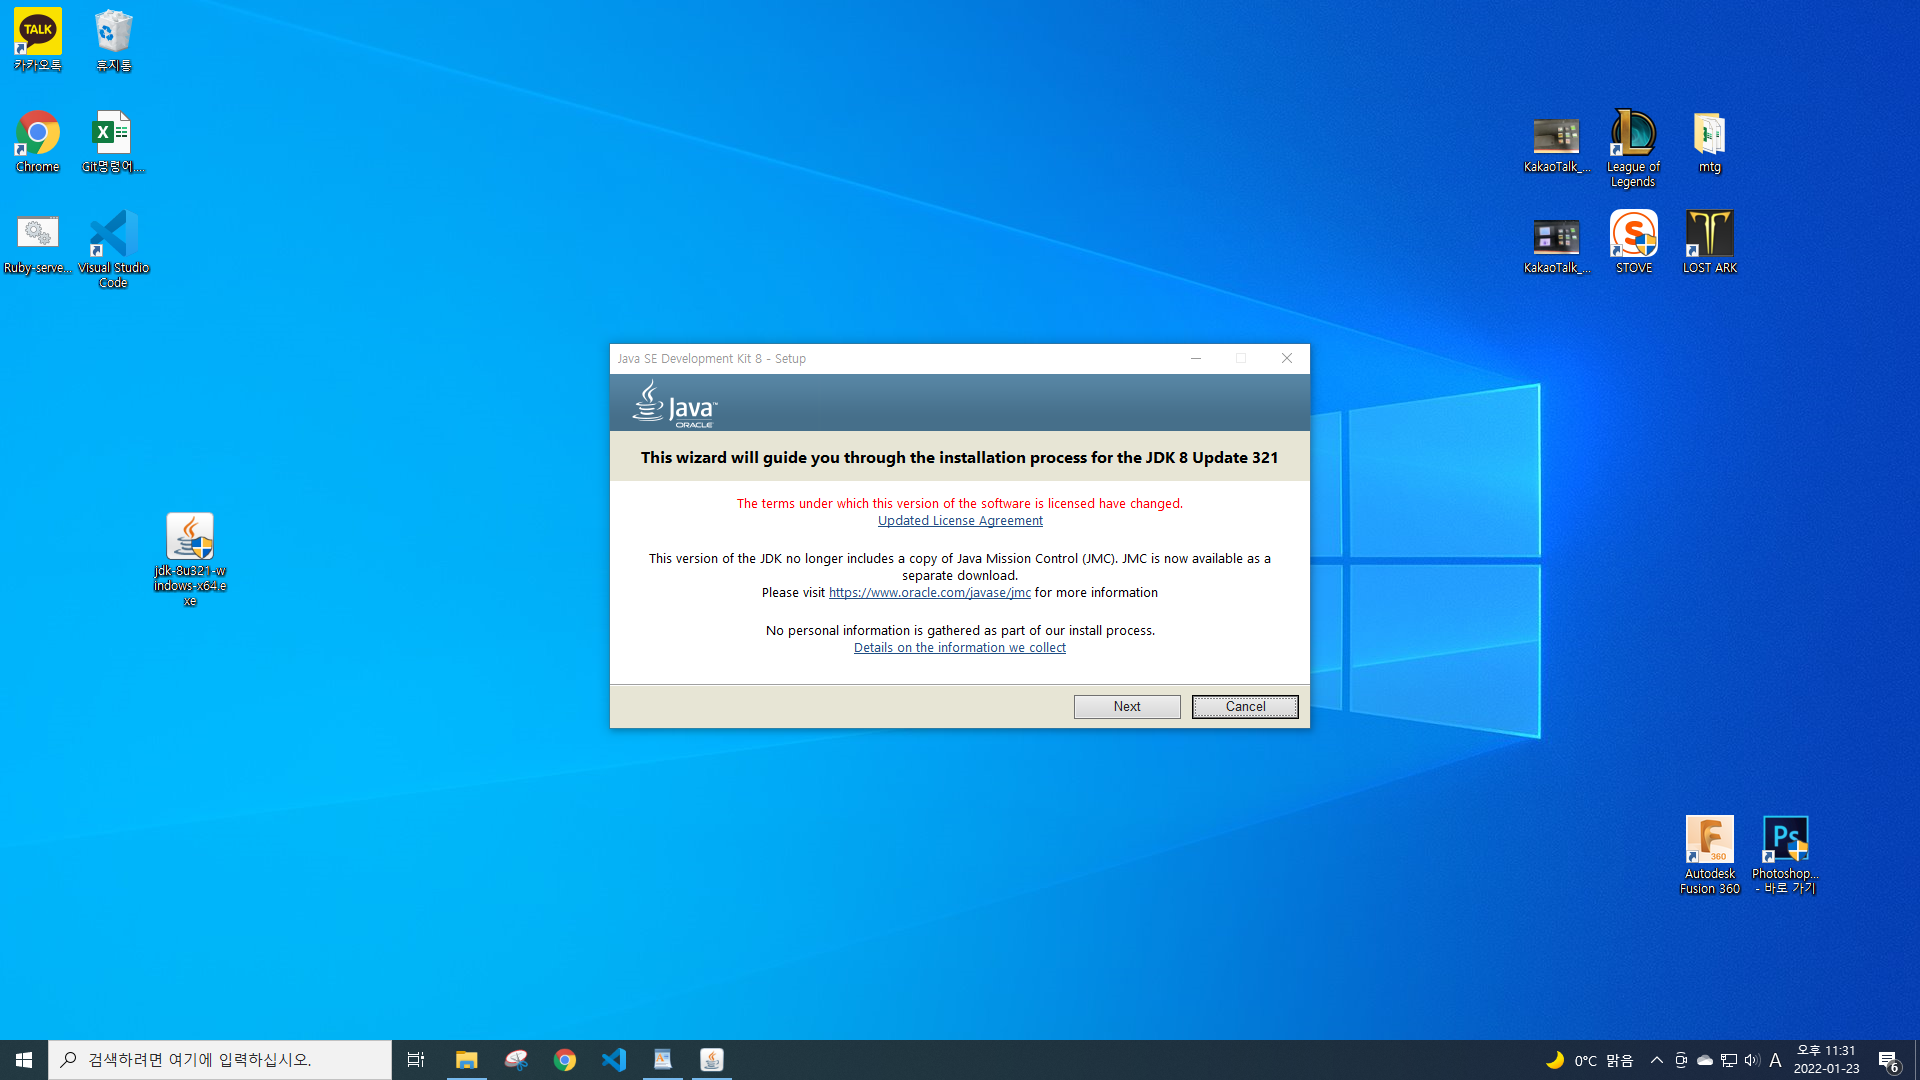 TALK
카카오톡
휴지통
Chrome
Git명령어....
Ruby-serve...
Visual Studio
Code
KakaoTalk_...
League of
Legends
mtg
KakaoTalk_...
STOVE
LOST ARK
jdk-8u321-w
indows-x64.e
xe
Java SE Development Kit 8 - Setup
Java™
ORACLE
This wizard will guide you through the installation process for the JDK 8 Update 321
The terms under which this version of the software is licensed have changed.
Updated License Agreement
This version of the JDK no longer includes a copy of Java Mission Control (JMC). JMC is now available as a
separate download.
Please visit https://www.oracle.com/javase/jmc for more information
No personal information is gathered as part of our install process.
Details on the information we collect
Next
Cancel
360
Autodesk
Fusion 360
Ps
Photoshop...
- 바로 가기
검색하려면 여기에 입력하십시오.
0°C 맑음
A
오후 11:31
2022-01-23
6